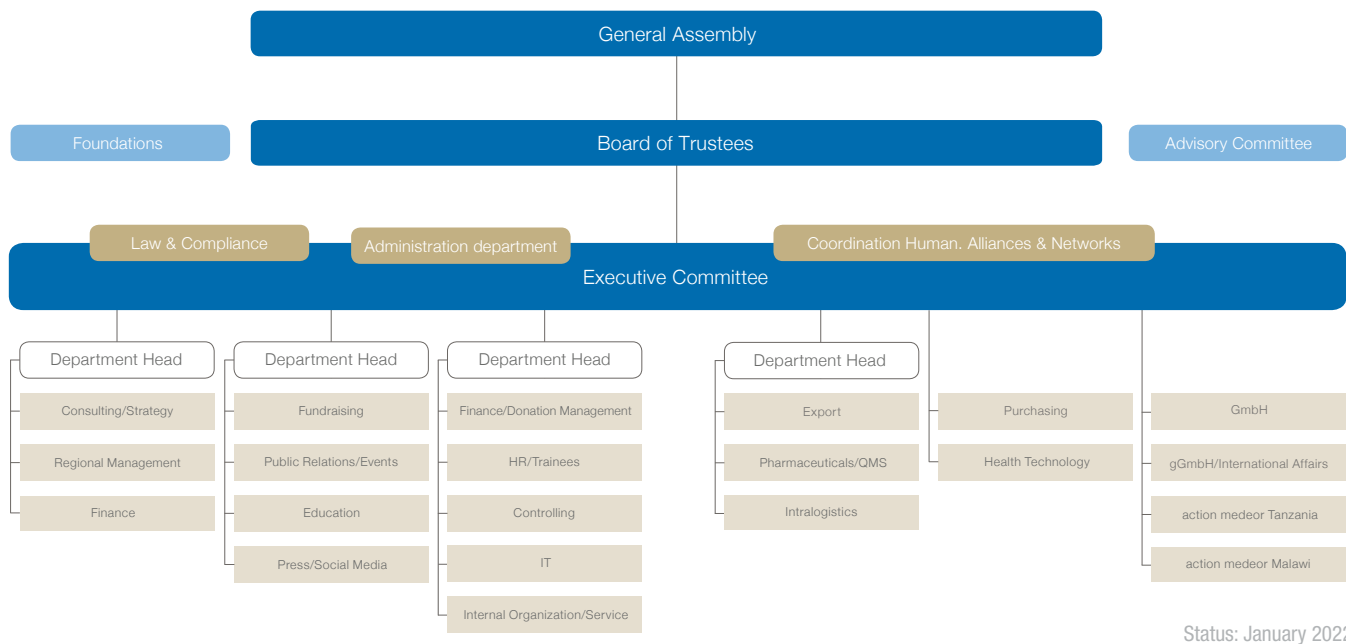 General Assembly
Foundations
Board of Trustees
Advisory Committee
Law & Compliance
Administration department
Coordination Human. Alliances & Networks
Executive Committee
Department Head
Consulting/Strategy
Regional Management
Finance
Department Head
Fundraising
Public Relations/Events
Education
Press/Social Media
Department Head
Finance/Donation Management
HR/Trainees
Controlling
IT
Internal Organization/Service
Department Head
Export
Pharmaceuticals/QMS
Intralogistics
Purchasing
Health Technology
GmbH
gGmbH/International Affairs
action medeor Tanzania
action medeor Malawi
Status: January 2022